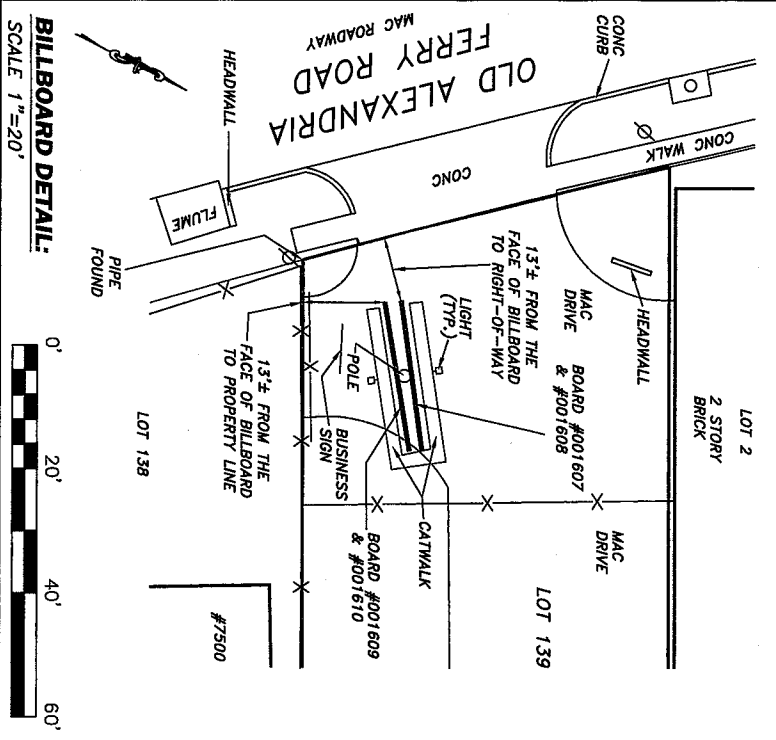 BILLBOARD DETAIL:
SCALE 1"=20'
0'
20'
40'
60'
OLD ALEXANDRIA
FERRY ROAD
MAC ROADWAY
CONC
CURB
CONC WALK
CONC
HEADWALL
FLUME
PIPE
FOUND
LOT 2
2 STORY
BRICK
HEADWALL
MAC
DRIVE
13'± FROM THE
FACE OF BILLBOARD
TO RIGHT-OF-WAY
LIGHT
(TYP.)
BOARD #001607
& #001608
POLE
BUSINESS
SIGN
13'± FROM THE
FACE OF BILLBOARD
TO PROPERTY LINE
CATWALK
BOARD #001609
& #001610
MAC
DRIVE
LOT 139
LOT 138
#7500